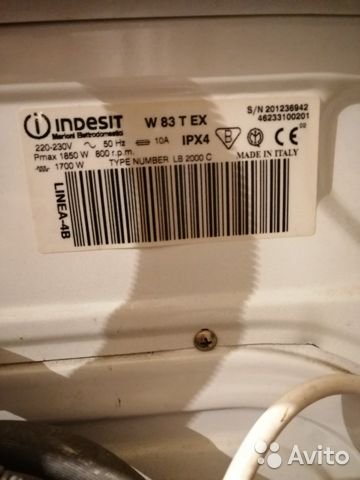 INDESIT
Merloni Elettrodomestici
W 83 T EX
S/N 201236942
46233100201
220-230V 50 Hz 10A IPX4
Pmax 1850 W 800 r.p.m.
1700 W
TYPE NUMBER LB 2000 C
MADE IN ITALY
LINEA-4B
Avito